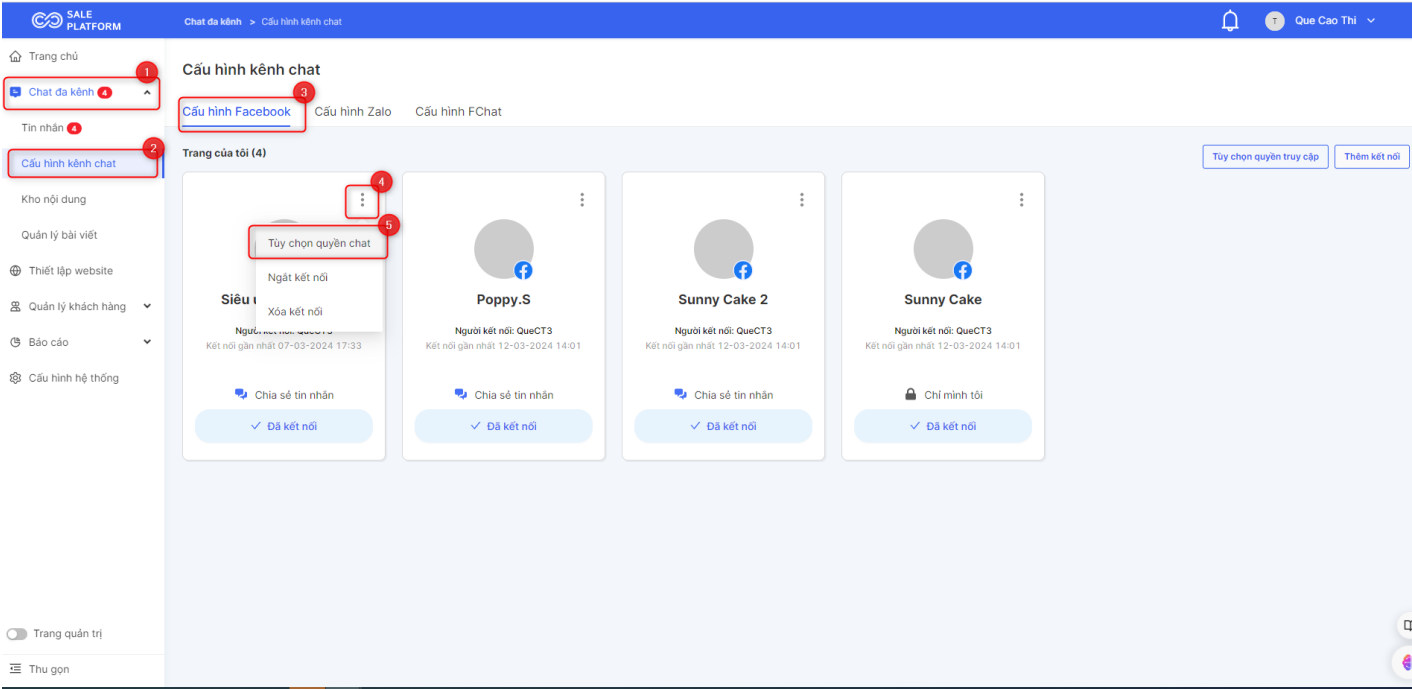 SALE
PLATFORM
Chat đa kênh > Cấu hình kênh chat
T
Que Cao Thi
Trang chủ
1
Chat đa kênh 4
Tin nhắn 4
2
Cấu hình kênh chat
Kho nội dung
Quản lý bài viết
Thiết lập website
Quản lý khách hàng
Báo cáo
Cấu hình hệ thống
Trang quản trị
Thu gọn
Cấu hình kênh chat
3
Cấu hình Facebook Cấu hình Zalo Cấu hình FChat
Trang của tôi (4)
Tùy chọn quyền truy cập Thêm kết nối
4
5
Tùy chọn quyền chat
Ngắt kết nối
Xóa kết nối
Siêu
Người kết nối: QueCT3
Kết nối gần nhất 07-03-2024 17:33
Chia sẻ tin nhắn
Đã kết nối
Poppy.S
Người kết nối: QueCT3
Kết nối gần nhất 12-03-2024 14:01
Chia sẻ tin nhắn
Đã kết nối
Sunny Cake 2
Người kết nối: QueCT3
Kết nối gần nhất 12-03-2024 14:01
Chia sẻ tin nhắn
Đã kết nối
Sunny Cake
Người kết nối: QueCT3
Kết nối gần nhất 12-03-2024 14:01
Chỉ mình tôi
Đã kết nối